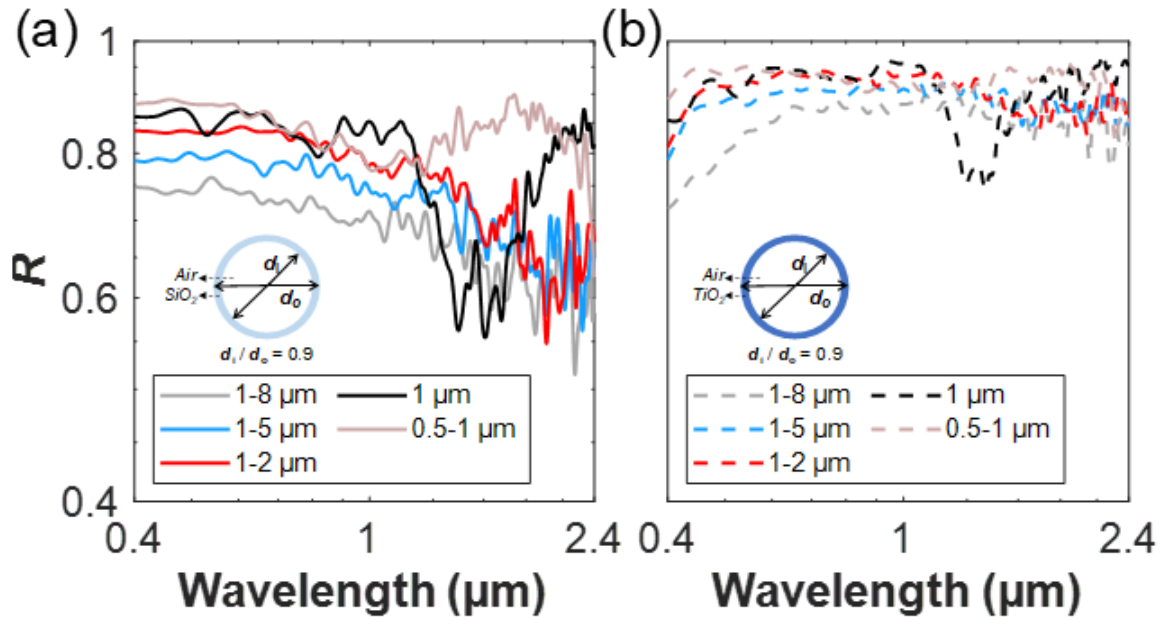 (a)
(b)
1
0.8
0.6
0.4
R
Air
SiO₂
dᵢ
dₒ
dᵢ / dₒ = 0.9
1-8 µm
1 µm
1-5 µm
0.5-1 µm
1-2 µm
0.4
1
2.4
Wavelength (µm)
Air
TiO₂
dᵢ
dₒ
dᵢ / dₒ = 0.9
1-8 µm
1 µm
1-5 µm
0.5-1 µm
1-2 µm
0.4
1
2.4
Wavelength (µm)